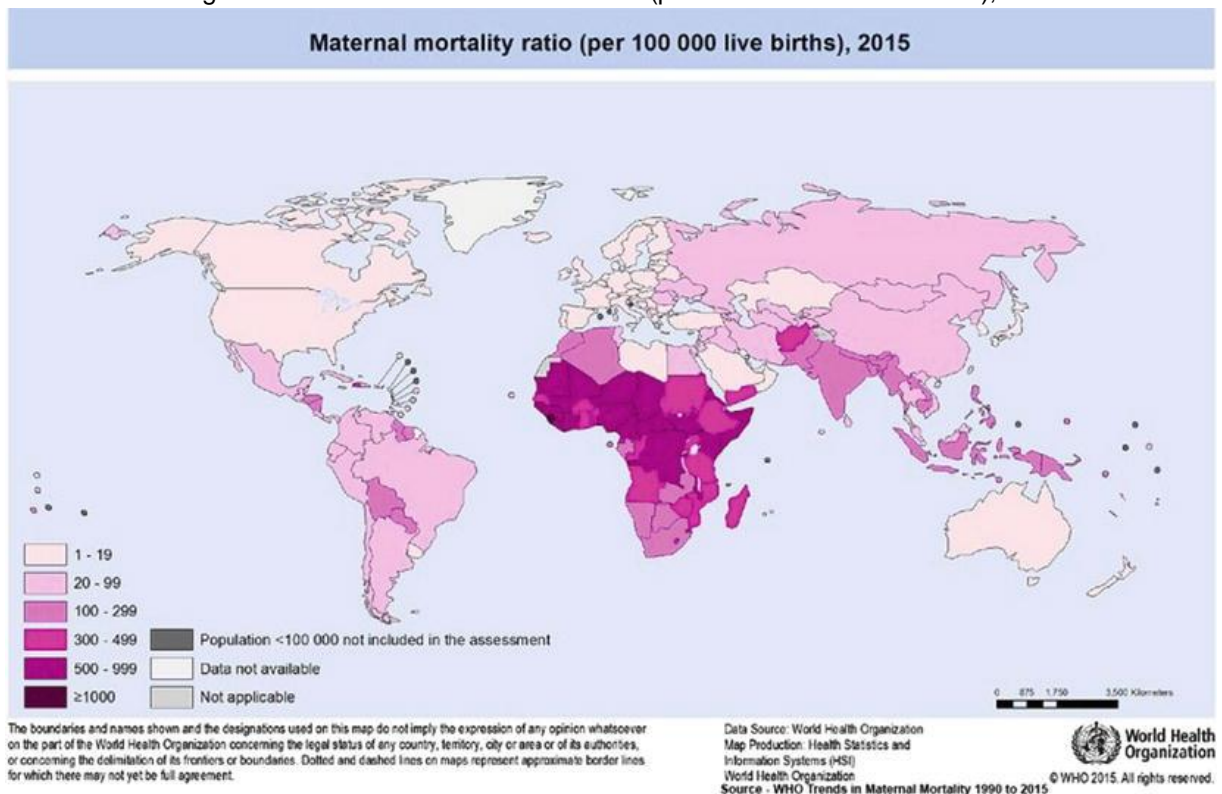 Maternal mortality ratio (per 100 000 live births), 2015
1 - 19
20 - 99
100 - 299
300 - 499
500 - 999
≥1000
Population <100 000 not included in the assessment
Data not available
Not applicable
0 875 1,750 3,500 Kilometers
The boundaries and names shown and the designations used on this map do not imply the expression of any opinion whatsoever
on the part of the World Health Organization concerning the legal status of any country, territory, city or area or of its authorities,
or concerning the delimitation of its frontiers or boundaries. Dotted and dashed lines on maps represent approximate border lines
for which there may not yet be full agreement.
Data Source: World Health Organization
Map Production: Health Statistics and
Information Systems (HSI)
World Health Organization
Source - WHO Trends in Maternal Mortality 1990 to 2015
World Health
Organization
© WHO 2015. All rights reserved.